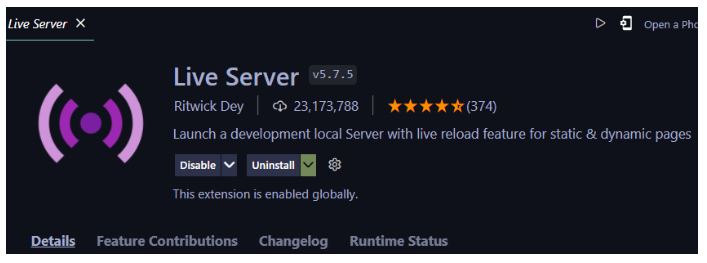 Live Server
Open a Pho
Live Server v5.7.5
Ritwick Dey 23,173,788 (374)
Launch a development local Server with live reload feature for static & dynamic pages
Disable Uninstall
This extension is enabled globally.
Details Feature Contributions Changelog Runtime Status